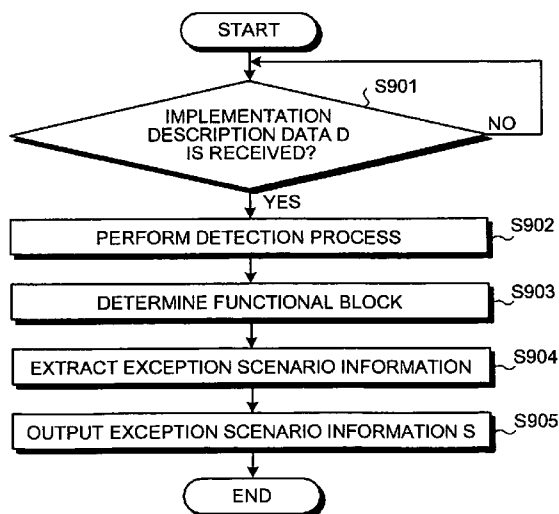 START
S901
IMPLEMENTATION
DESCRIPTION DATA D
IS RECEIVED?
NO
YES
S902
PERFORM DETECTION PROCESS
S903
DETERMINE FUNCTIONAL BLOCK
S904
EXTRACT EXCEPTION SCENARIO INFORMATION
S905
OUTPUT EXCEPTION SCENARIO INFORMATION S
END